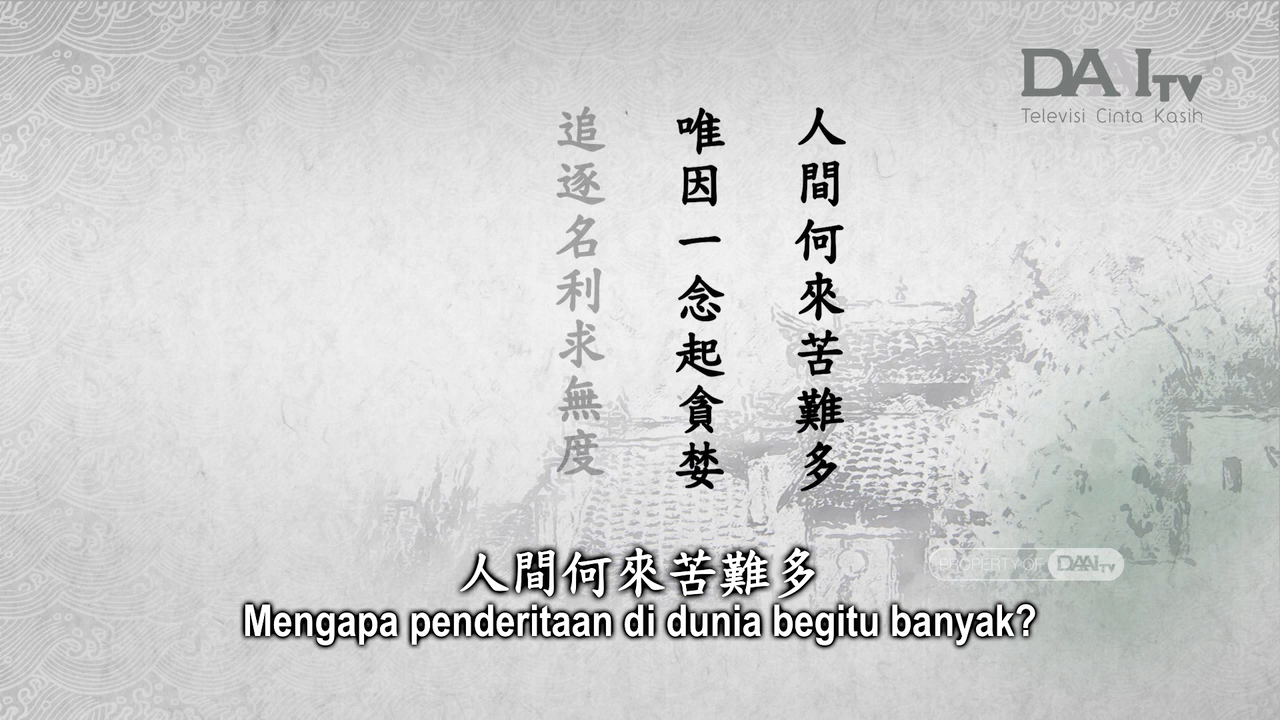 DAAI TV
Televisi Cinta Kasih
人間何來苦難多
唯因一念起貪婪
追逐名利求無度
PROPERTY OF DAAI TV
人間何來苦難多
Mengapa penderitaan di dunia begitu banyak?